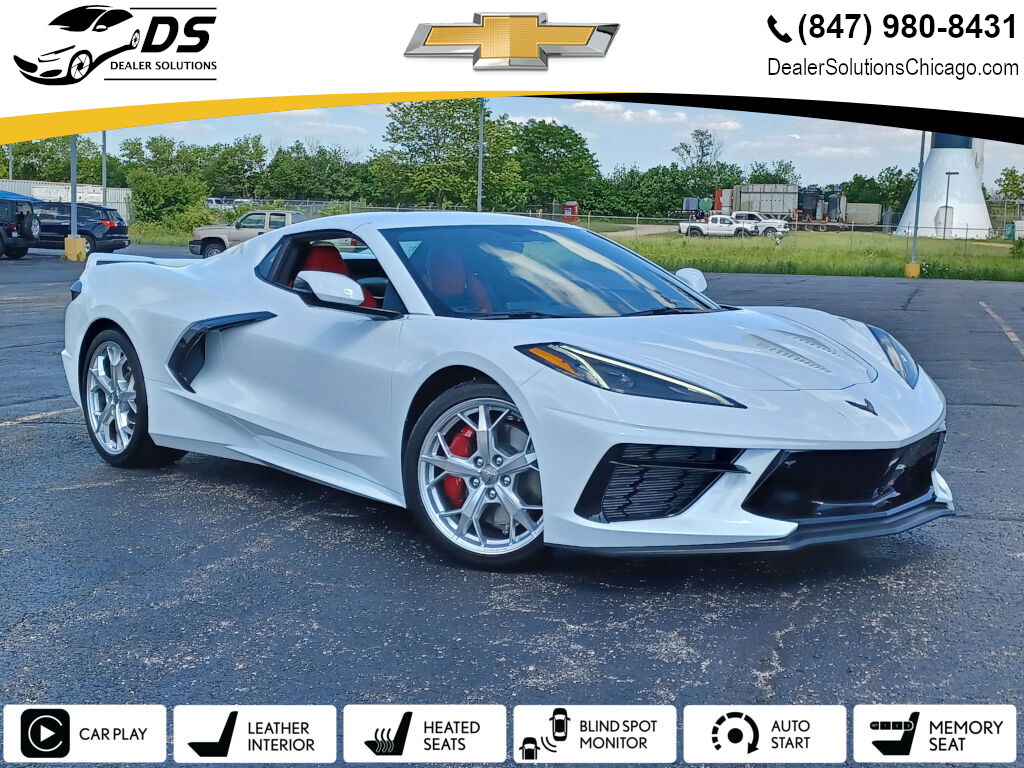 DS
DEALER SOLUTIONS
(847) 980-8431
DealerSolutionsChicago.com
CAR PLAY
LEATHER
INTERIOR
HEATED
SEATS
BLIND SPOT
MONITOR
AUTO
START
MEMORY
SEAT